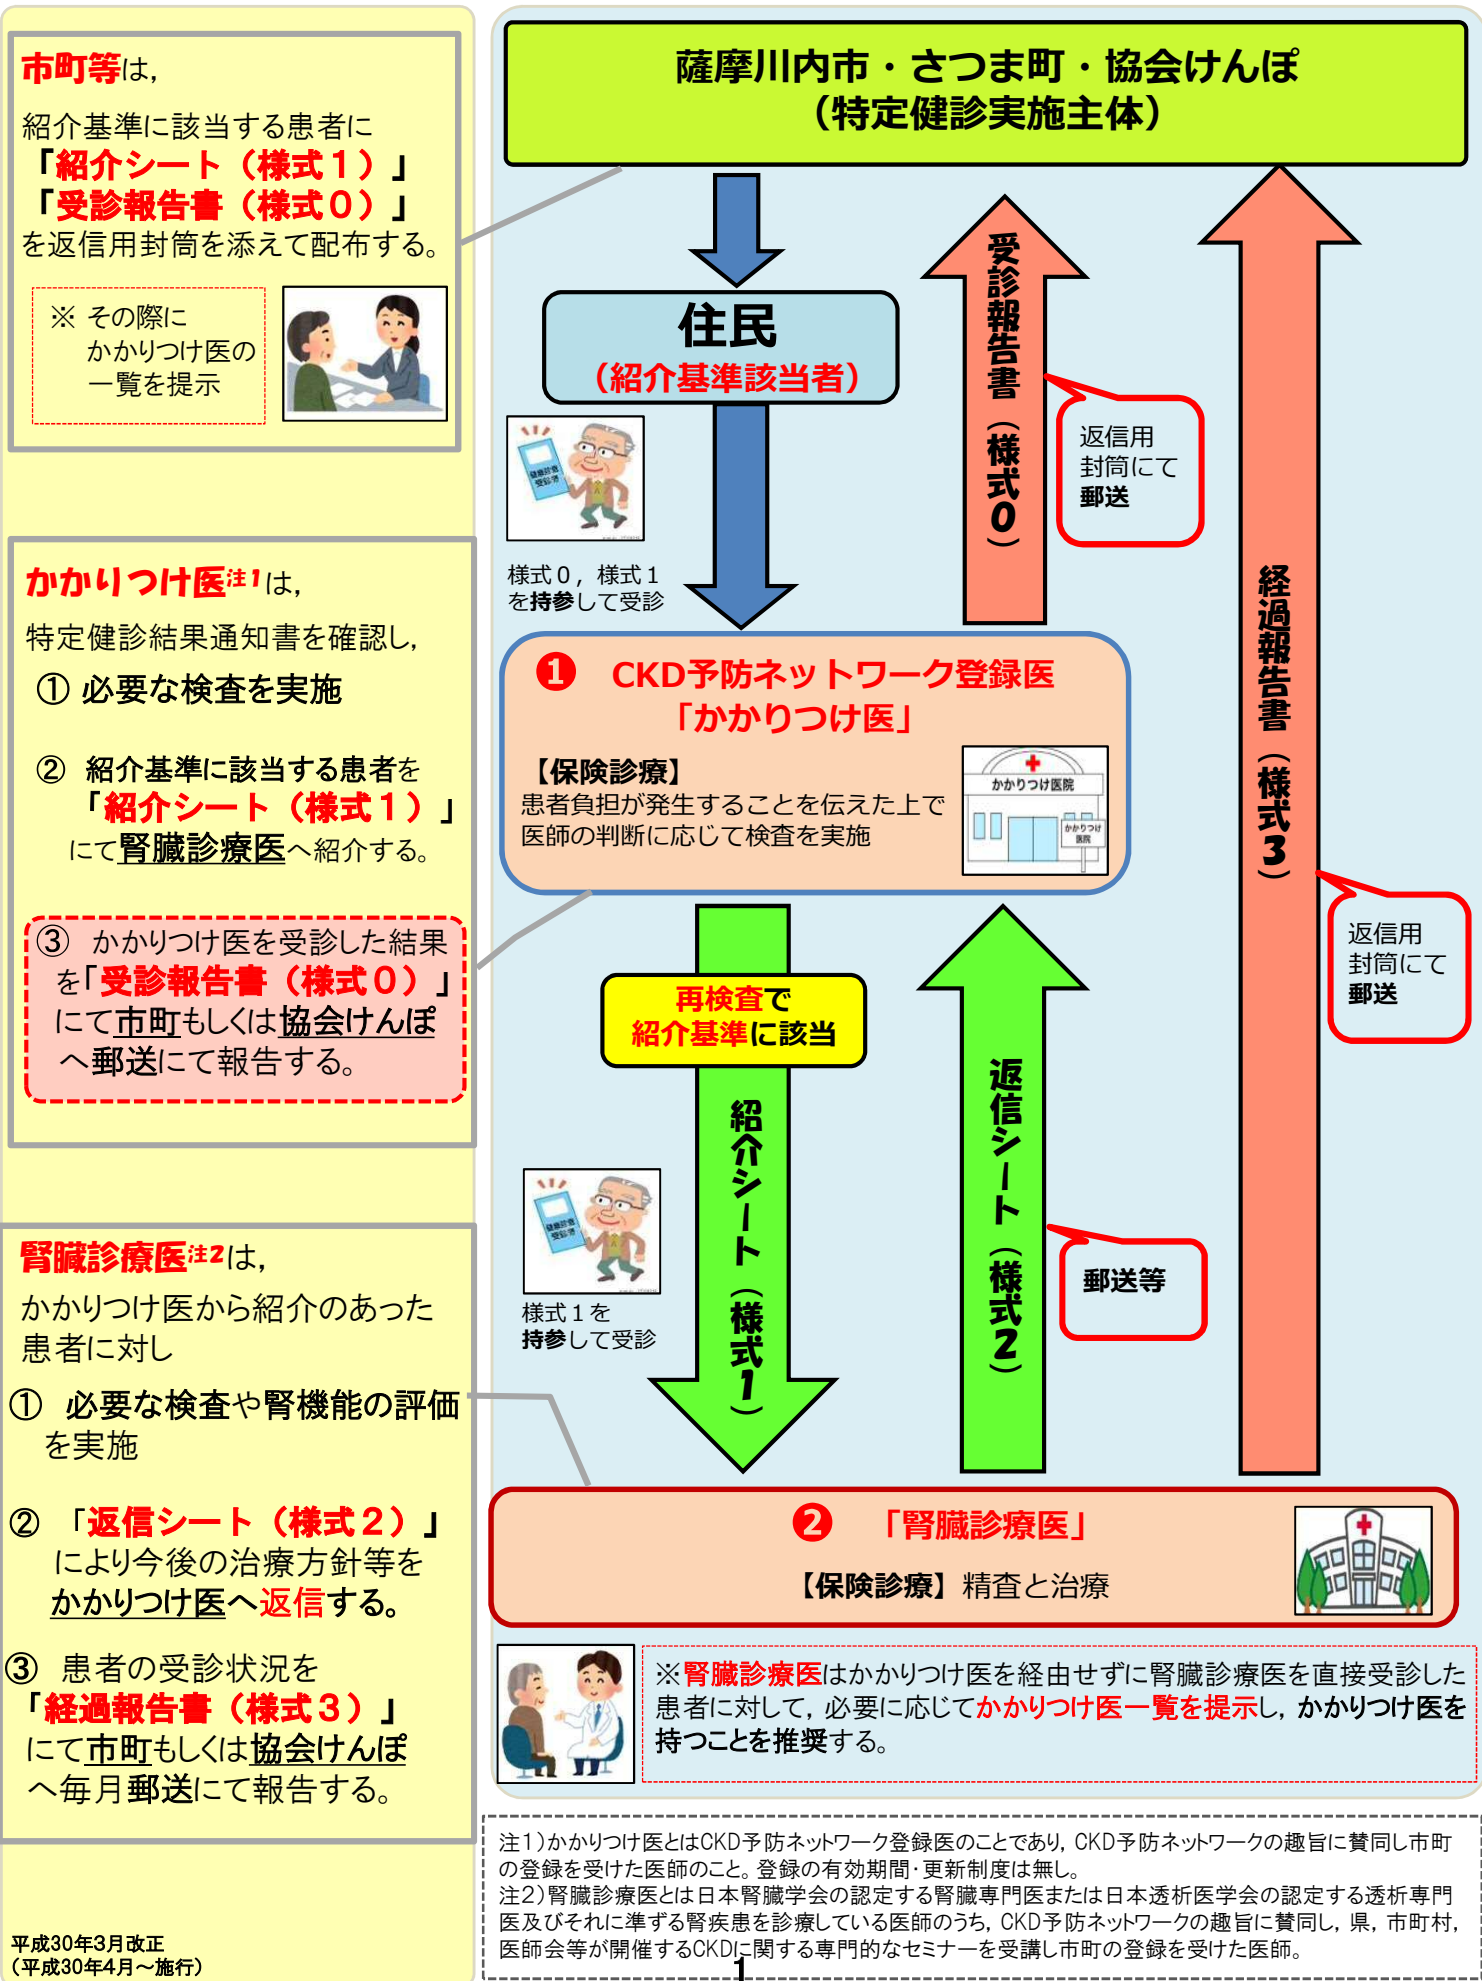 市町等は,
紹介基準に該当する患者に
「紹介シート（様式１）」
「受診報告書（様式０）」
を返信用封筒を添えて配布する。
※ その際に
かかりつけ医の
一覧を提示
かかりつけ医注1は,
特定健診結果通知書を確認し,
① 必要な検査を実施
② 紹介基準に該当する患者を
「紹介シート（様式１）」
にて腎臓診療医へ紹介する。
③ かかりつけ医を受診した結果
を「受診報告書（様式０）」
にて市町もしくは協会けんぽ
へ郵送にて報告する。
腎臓診療医注2は,
かかりつけ医から紹介のあった
患者に対し
① 必要な検査や腎機能の評価
を実施
② 「返信シート（様式２）」
により今後の治療方針等を
かかりつけ医へ返信する。
③ 患者の受診状況を
「経過報告書（様式３）」
にて市町もしくは協会けんぽ
へ毎月郵送にて報告する。
平成30年3月改正
（平成30年4月～施行）
薩摩川内市・さつま町・協会けんぽ
（特定健診実施主体）
住民
（紹介基準該当者）
健康診査
受診券
様式０，様式１
を持参して受診
受診報告書（様式0）
返信用
封筒にて
郵送
経過報告書（様式3）
返信用
封筒にて
郵送
❶ CKD予防ネットワーク登録医
「かかりつけ医」
【保険診療】
患者負担が発生することを伝えた上で
医師の判断に応じて検査を実施
かかりつけ医院
かかりつけ
医院
再検査で
紹介基準に該当
紹介シート（様式1）
健康診査
受診券
様式１を
持参して受診
返信シート（様式2）
郵送等
❷ 「腎臓診療医」
【保険診療】精査と治療
※腎臓診療医はかかりつけ医を経由せずに腎臓診療医を直接受診した
患者に対して，必要に応じてかかりつけ医一覧を提示し，かかりつけ医を
持つことを推奨する。
注１）かかりつけ医とはCKD予防ネットワーク登録医のことであり，CKD予防ネットワークの趣旨に賛同し市町
の登録を受けた医師のこと。登録の有効期間・更新制度は無し。
注２）腎臓診療医とは日本腎臓学会の認定する腎臓専門医または日本透析医学会の認定する透析専門
医及びそれに準ずる腎疾患を診療している医師のうち，CKD予防ネットワークの趣旨に賛同し，県，市町村，
医師会等が開催するCKDに関する専門的なセミナーを受講し市町の登録を受けた医師。
1